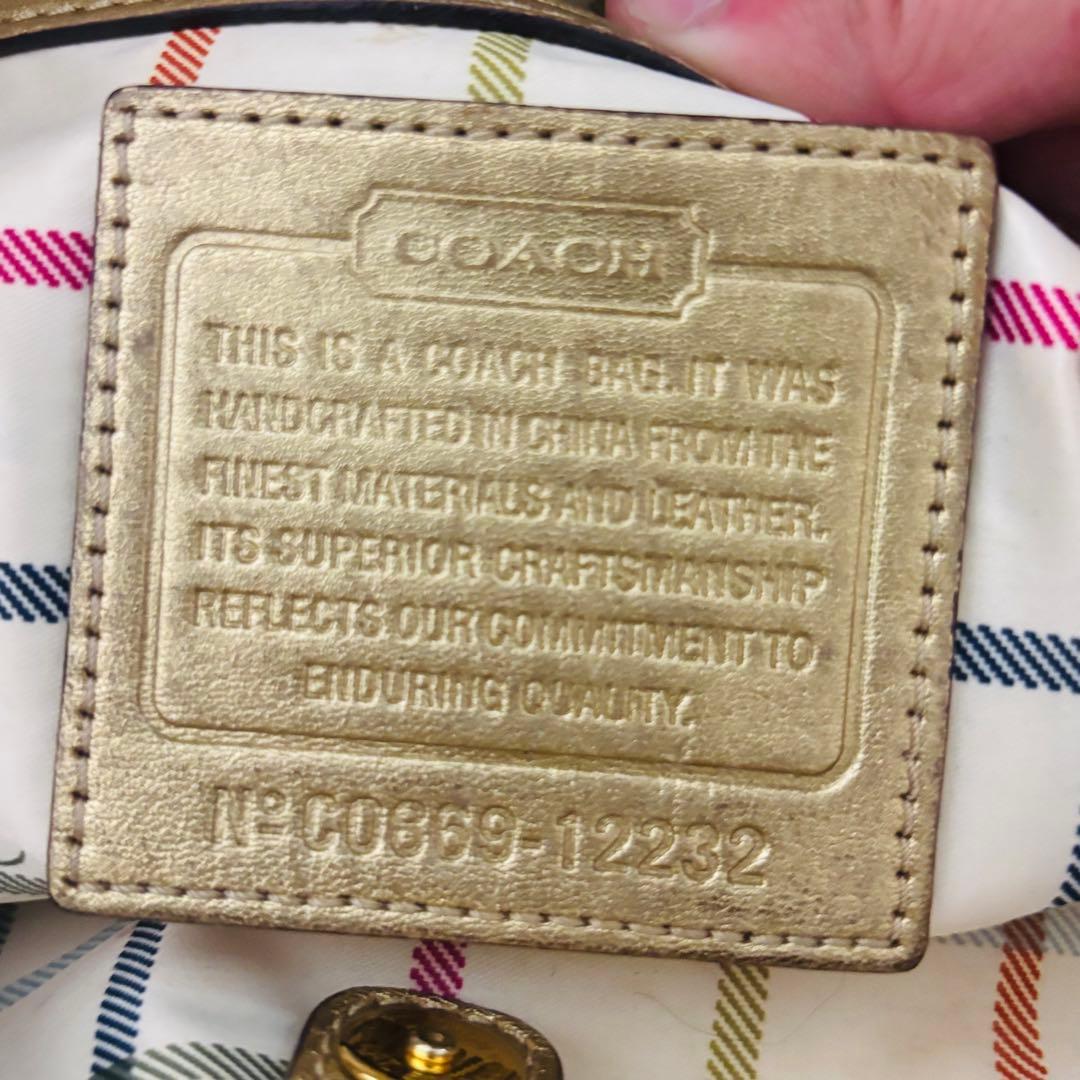 COACH
THIS IS A COACH BAG. IT WAS
HANDCRAFTED IN CHINA FROM THE
FINEST MATERIALS AND LEATHER.
ITS SUPERIOR CRAFTSMANSHIP
REFLECTS OUR COMMITMENT TO
ENDURING QUALITY.
Nº C0869-12232